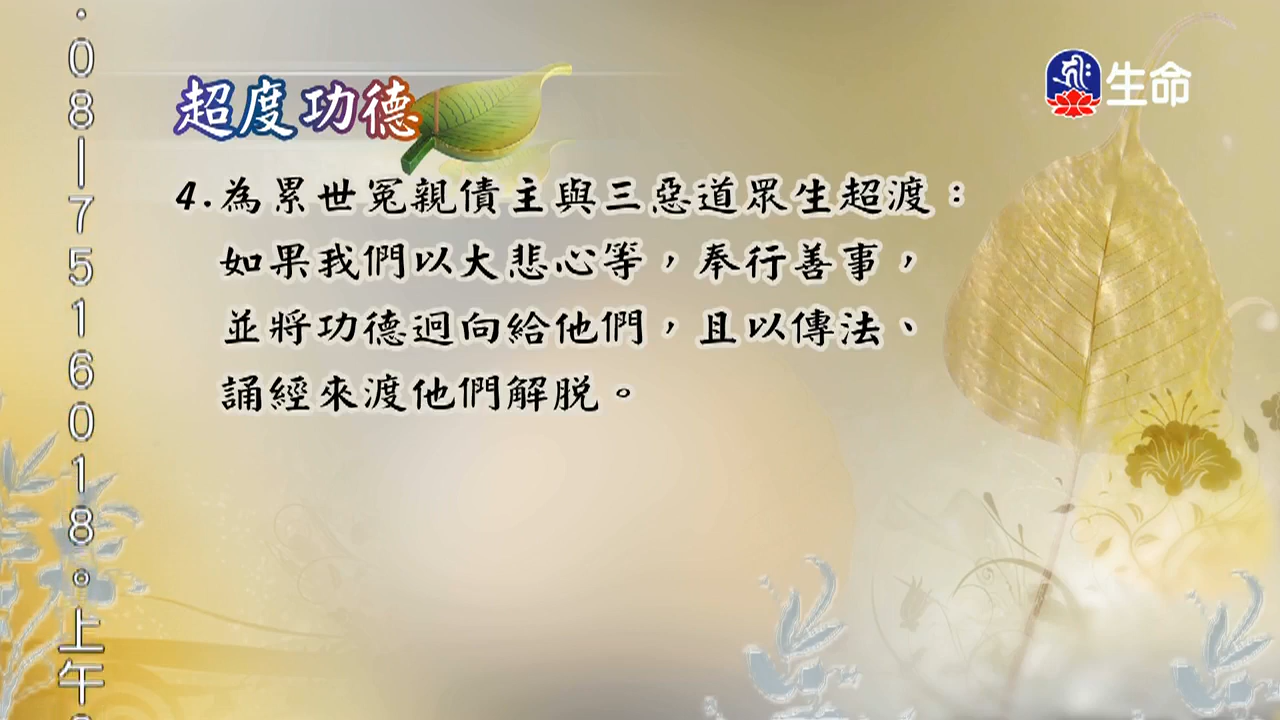 超度功德
生命
4.為累世冤親債主與三惡道眾生超渡：
如果我們以大悲心等，奉行善事，
並將功德迴向給他們，且以傳法、
誦經來渡他們解脱。
08-7516018。上午